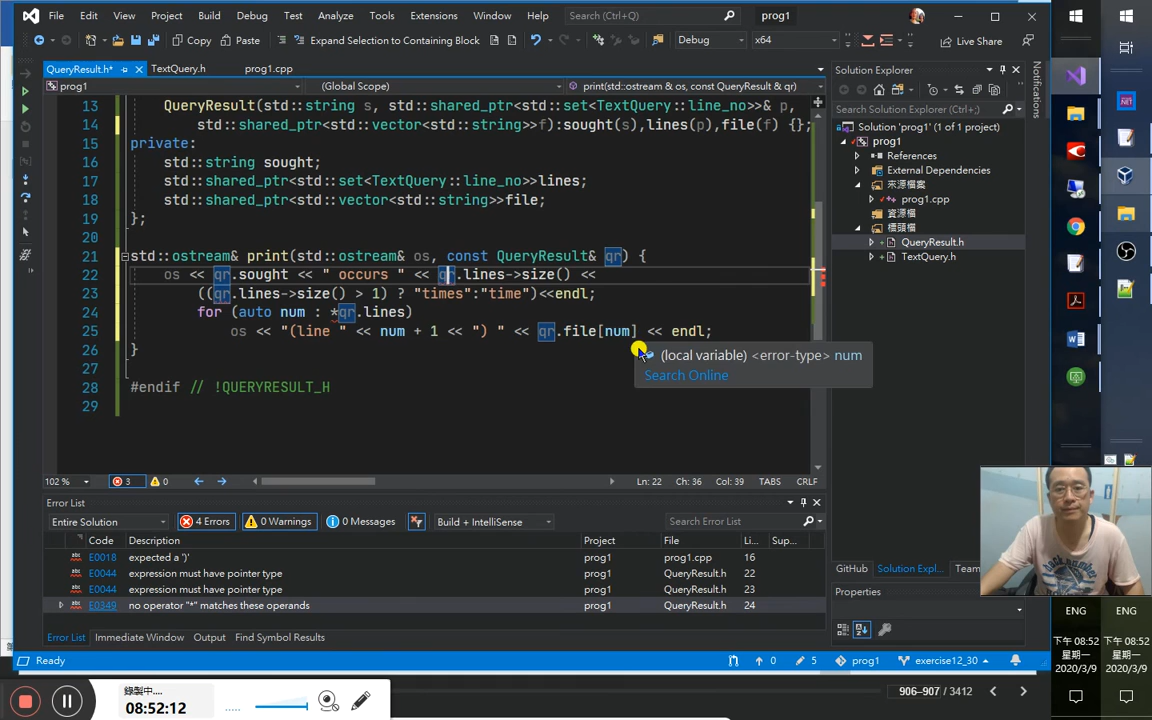 File Edit View Project Build Debug Test Analyze Tools Extensions Window Help Search (Ctrl+Q) prog1
Copy Paste Expand Selection to Containing Block Debug x64 Live Share
QueryResult.h* TextQuery.h prog1.cpp
prog1 (Global Scope) print(std::ostream & os, const QueryResult & qr)
13 QueryResult(std::string s, std::shared_ptr<std::set<TextQuery::line_no>>& p,
14 std::shared_ptr<std::vector<std::string>>f):sought(s),lines(p),file(f) {};
15 private:
16 std::string sought;
17 std::shared_ptr<std::set<TextQuery::line_no>>lines;
18 std::shared_ptr<std::vector<std::string>>file;
19 };
20
21 std::ostream& print(std::ostream& os, const QueryResult& qr) {
22 os << qr.sought << " occurs " << qr.lines->size() <<
23 ((qr.lines->size() > 1) ? "times":"time")<<endl;
24 for (auto num : *qr.lines)
25 os << "(line " << num + 1 << ") " << qr.file[num] << endl;
26 }
27
28 #endif // !QUERYRESULT_H
29
(local variable) <error-type> num
Search Online
102 % 3 0 Ln: 22 Ch: 36 Col: 39 TABS CRLF
Error List
Entire Solution 4 Errors 0 Warnings 0 Messages Build + IntelliSense Search Error List
Code Description Project File Li... Sup...
E0018 expected a ')' prog1 prog1.cpp 16
E0044 expression must have pointer type prog1 QueryResult.h 22
E0044 expression must have pointer type prog1 QueryResult.h 23
E0349 no operator "*" matches these operands prog1 QueryResult.h 24
Error List Immediate Window Output Find Symbol Results
Ready 0 5 prog1 exercise12_30
Solution Explorer
Search Solution Explorer (Ctrl+;)
Solution 'prog1' (1 of 1 project)
prog1
References
External Dependencies
來源檔案
prog1.cpp
資源檔
標頭檔
QueryResult.h
TextQuery.h
GitHub Solution Expl... Team
Properties
Notifications
ENG
下午 08:52
星期一
2020/3/9
ENG
下午 08:52
星期一
2020/3/9
錄製中....
08:52:12
906–907 / 3412